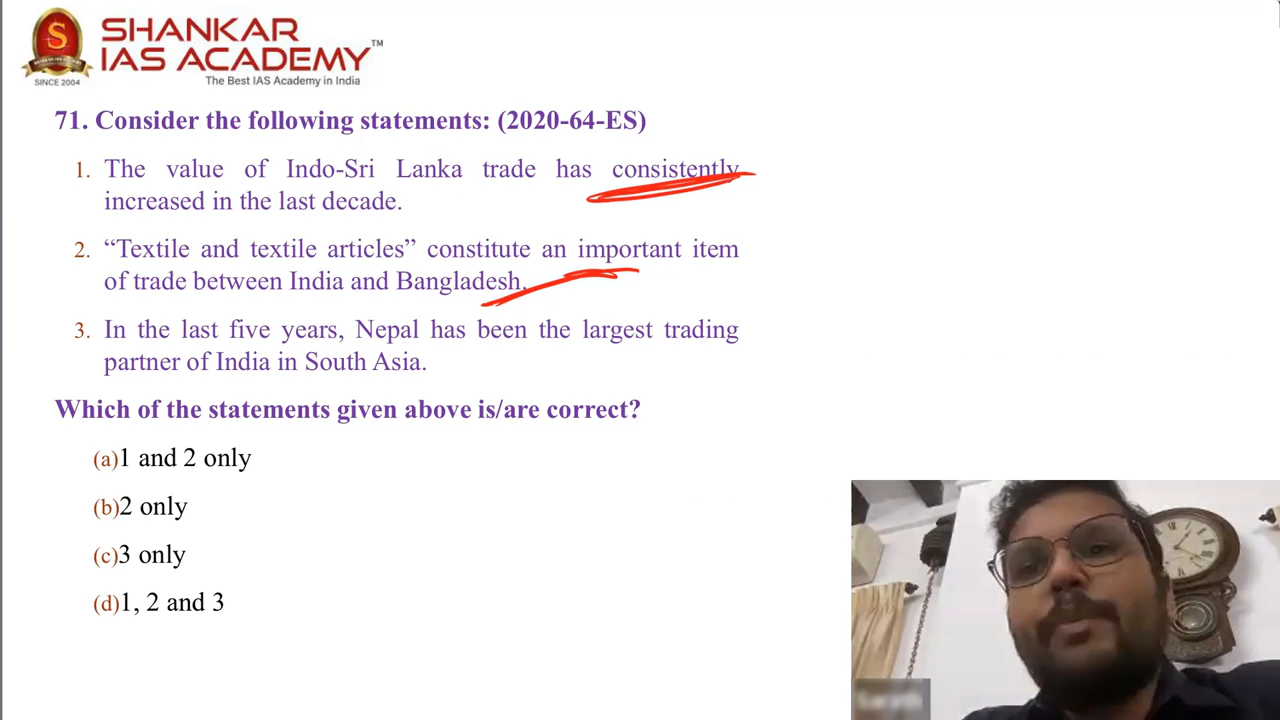 SHANKAR
IAS ACADEMY™
The Best IAS Academy in India
SINCE 2004
71. Consider the following statements: (2020-64-ES)
1. The value of Indo-Sri Lanka trade has consistently
increased in the last decade.
2. “Textile and textile articles” constitute an important item
of trade between India and Bangladesh.
3. In the last five years, Nepal has been the largest trading
partner of India in South Asia.
Which of the statements given above is/are correct?
(a)1 and 2 only
(b)2 only
(c)3 only
(d)1, 2 and 3